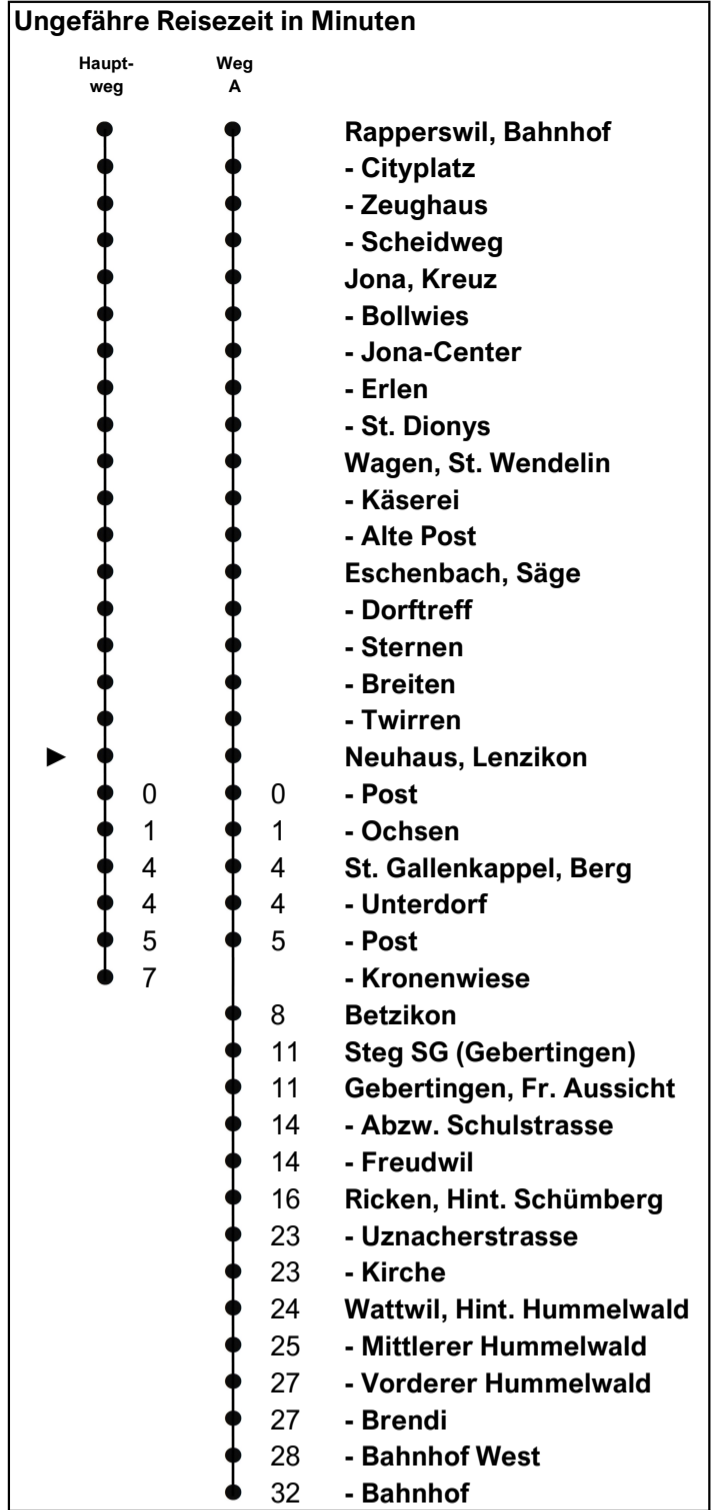 Ungefähre Reisezeit in Minuten
Haupt- Weg
weg A
Rapperswil, Bahnhof
- Cityplatz
- Zeughaus
- Scheidweg
Jona, Kreuz
- Bollwies
- Jona-Center
- Erlen
- St. Dionys
Wagen, St. Wendelin
- Käserei
- Alte Post
Eschenbach, Säge
- Dorftreff
- Sternen
- Breiten
- Twirren
► Neuhaus, Lenzikon
0 0 - Post
1 1 - Ochsen
4 4 St. Gallenkappel, Berg
4 4 - Unterdorf
5 5 - Post
7 - Kronenwiese
8 Betzikon
11 Steg SG (Gebertingen)
11 Gebertingen, Fr. Aussicht
14 - Abzw. Schulstrasse
14 - Freudwil
16 Ricken, Hint. Schümberg
23 - Uznacherstrasse
23 - Kirche
24 Wattwil, Hint. Hummelwald
25 - Mittlerer Hummelwald
27 - Vorderer Hummelwald
27 - Brendi
28 - Bahnhof West
32 - Bahnhof